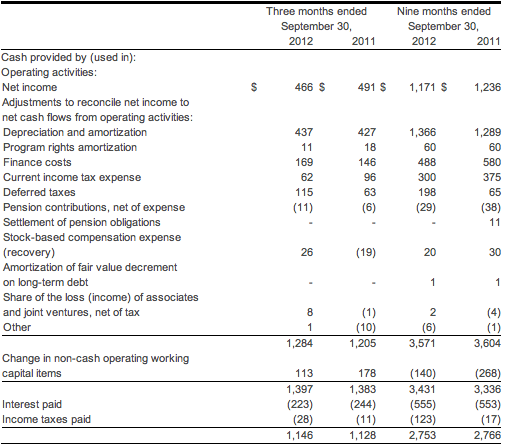 Three months ended Nine months ended
September 30, September 30,
2012 2011 2012 2011
Cash provided by (used in):
Operating activities:
Net income $ 466 $ 491 $ 1,171 $ 1,236
Adjustments to reconcile net income to
net cash flows from operating activities:
Depreciation and amortization 437 427 1,366 1,289
Program rights amortization 11 18 60 60
Finance costs 169 146 488 580
Current income tax expense 62 96 300 375
Deferred taxes 115 63 198 65
Pension contributions, net of expense (11) (6) (29) (38)
Settlement of pension obligations - - - 11
Stock-based compensation expense
(recovery) 26 (19) 20 30
Amortization of fair value decrement
on long-term debt - - 1 1
Share of the loss (income) of associates
and joint ventures, net of tax 8 (1) 2 (4)
Other 1 (10) (6) (1)
1,284 1,205 3,571 3,604
Change in non-cash operating working
capital items 113 178 (140) (268)
1,397 1,383 3,431 3,336
Interest paid (223) (244) (555) (553)
Income taxes paid (28) (11) (123) (17)
1,146 1,128 2,753 2,766